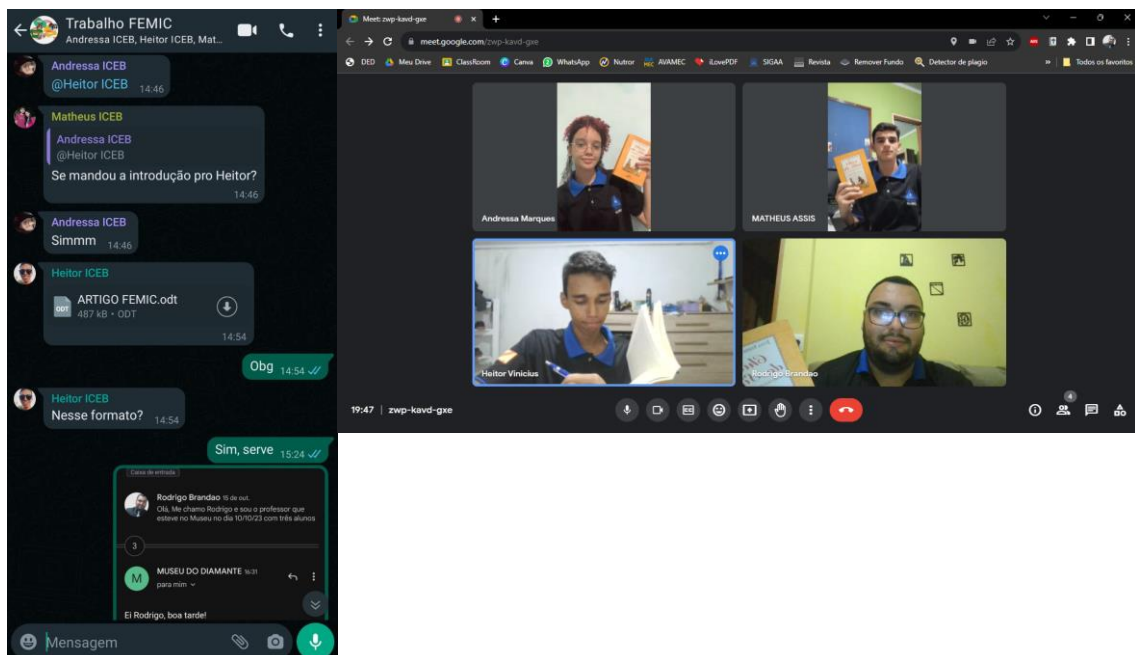 Trabalho FEMIC
Andressa ICEB, Heitor ICEB, Mat...
Andressa ICEB
@Heitor ICEB 14:46
Matheus ICEB
Andressa ICEB
@Heitor ICEB
Se mandou a introdução pro Heitor?
14:46
Andressa ICEB
Simmm 14:46
Heitor ICEB
ODT
ARTIGO FEMIC.odt
487 kB • ODT
14:54
Obg 14:54
Heitor ICEB
Nesse formato? 14:54
Sim, serve 15:24
Caixa de entrada
Rodrigo Brandao 15 de out.
Olá, Me chamo Rodrigo e sou o professor que
esteve no Museu no dia 10/10/23 com três alunos
3
M
MUSEU DO DIAMANTE 16:31
para mim
Ei Rodrigo, boa tarde!
Mensagem
Meet: zwp-kavd-gxe
meet.google.com/zwp-kavd-gxe
DED Meu Drive ClassRoom Canva WhatsApp Nutror AVAMEC iLovePDF SIGAA Revista Remover Fundo Detector de plagio » Todos os favoritos
Andressa Marques
MATHEUS ASSIS
Heitor Vinicius
Rodrigo Brandao
19:47 | zwp-kavd-gxe
4